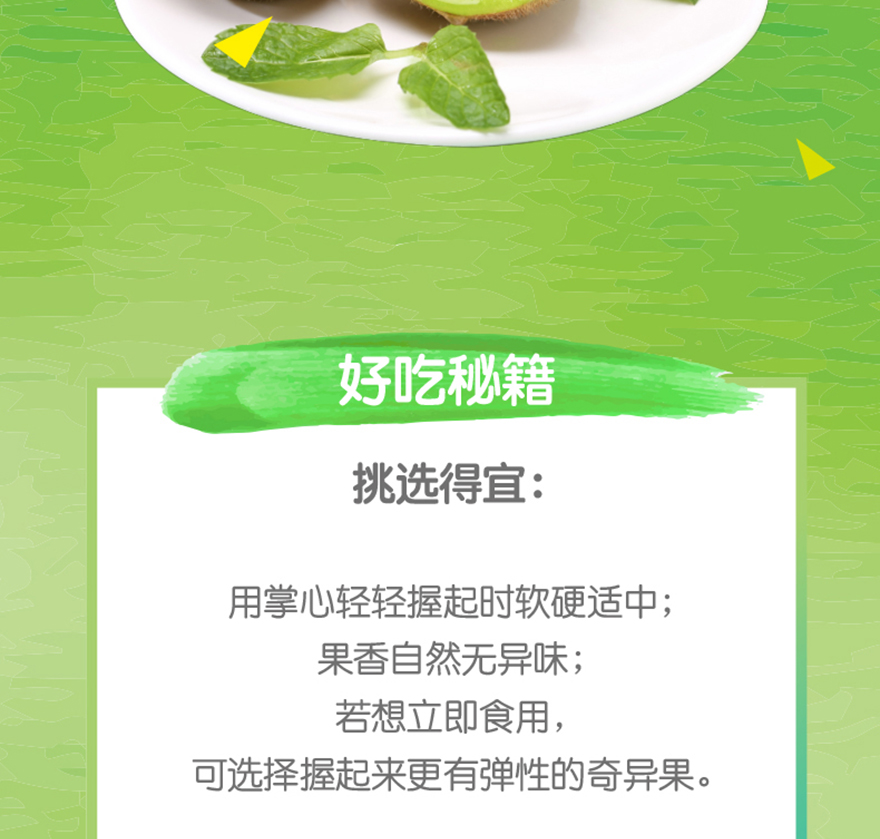 好吃秘籍
挑选得宜：
用掌心轻轻握起时软硬适中；
果香自然无异味；
若想立即食用，
可选择握起来更有弹性的奇异果。